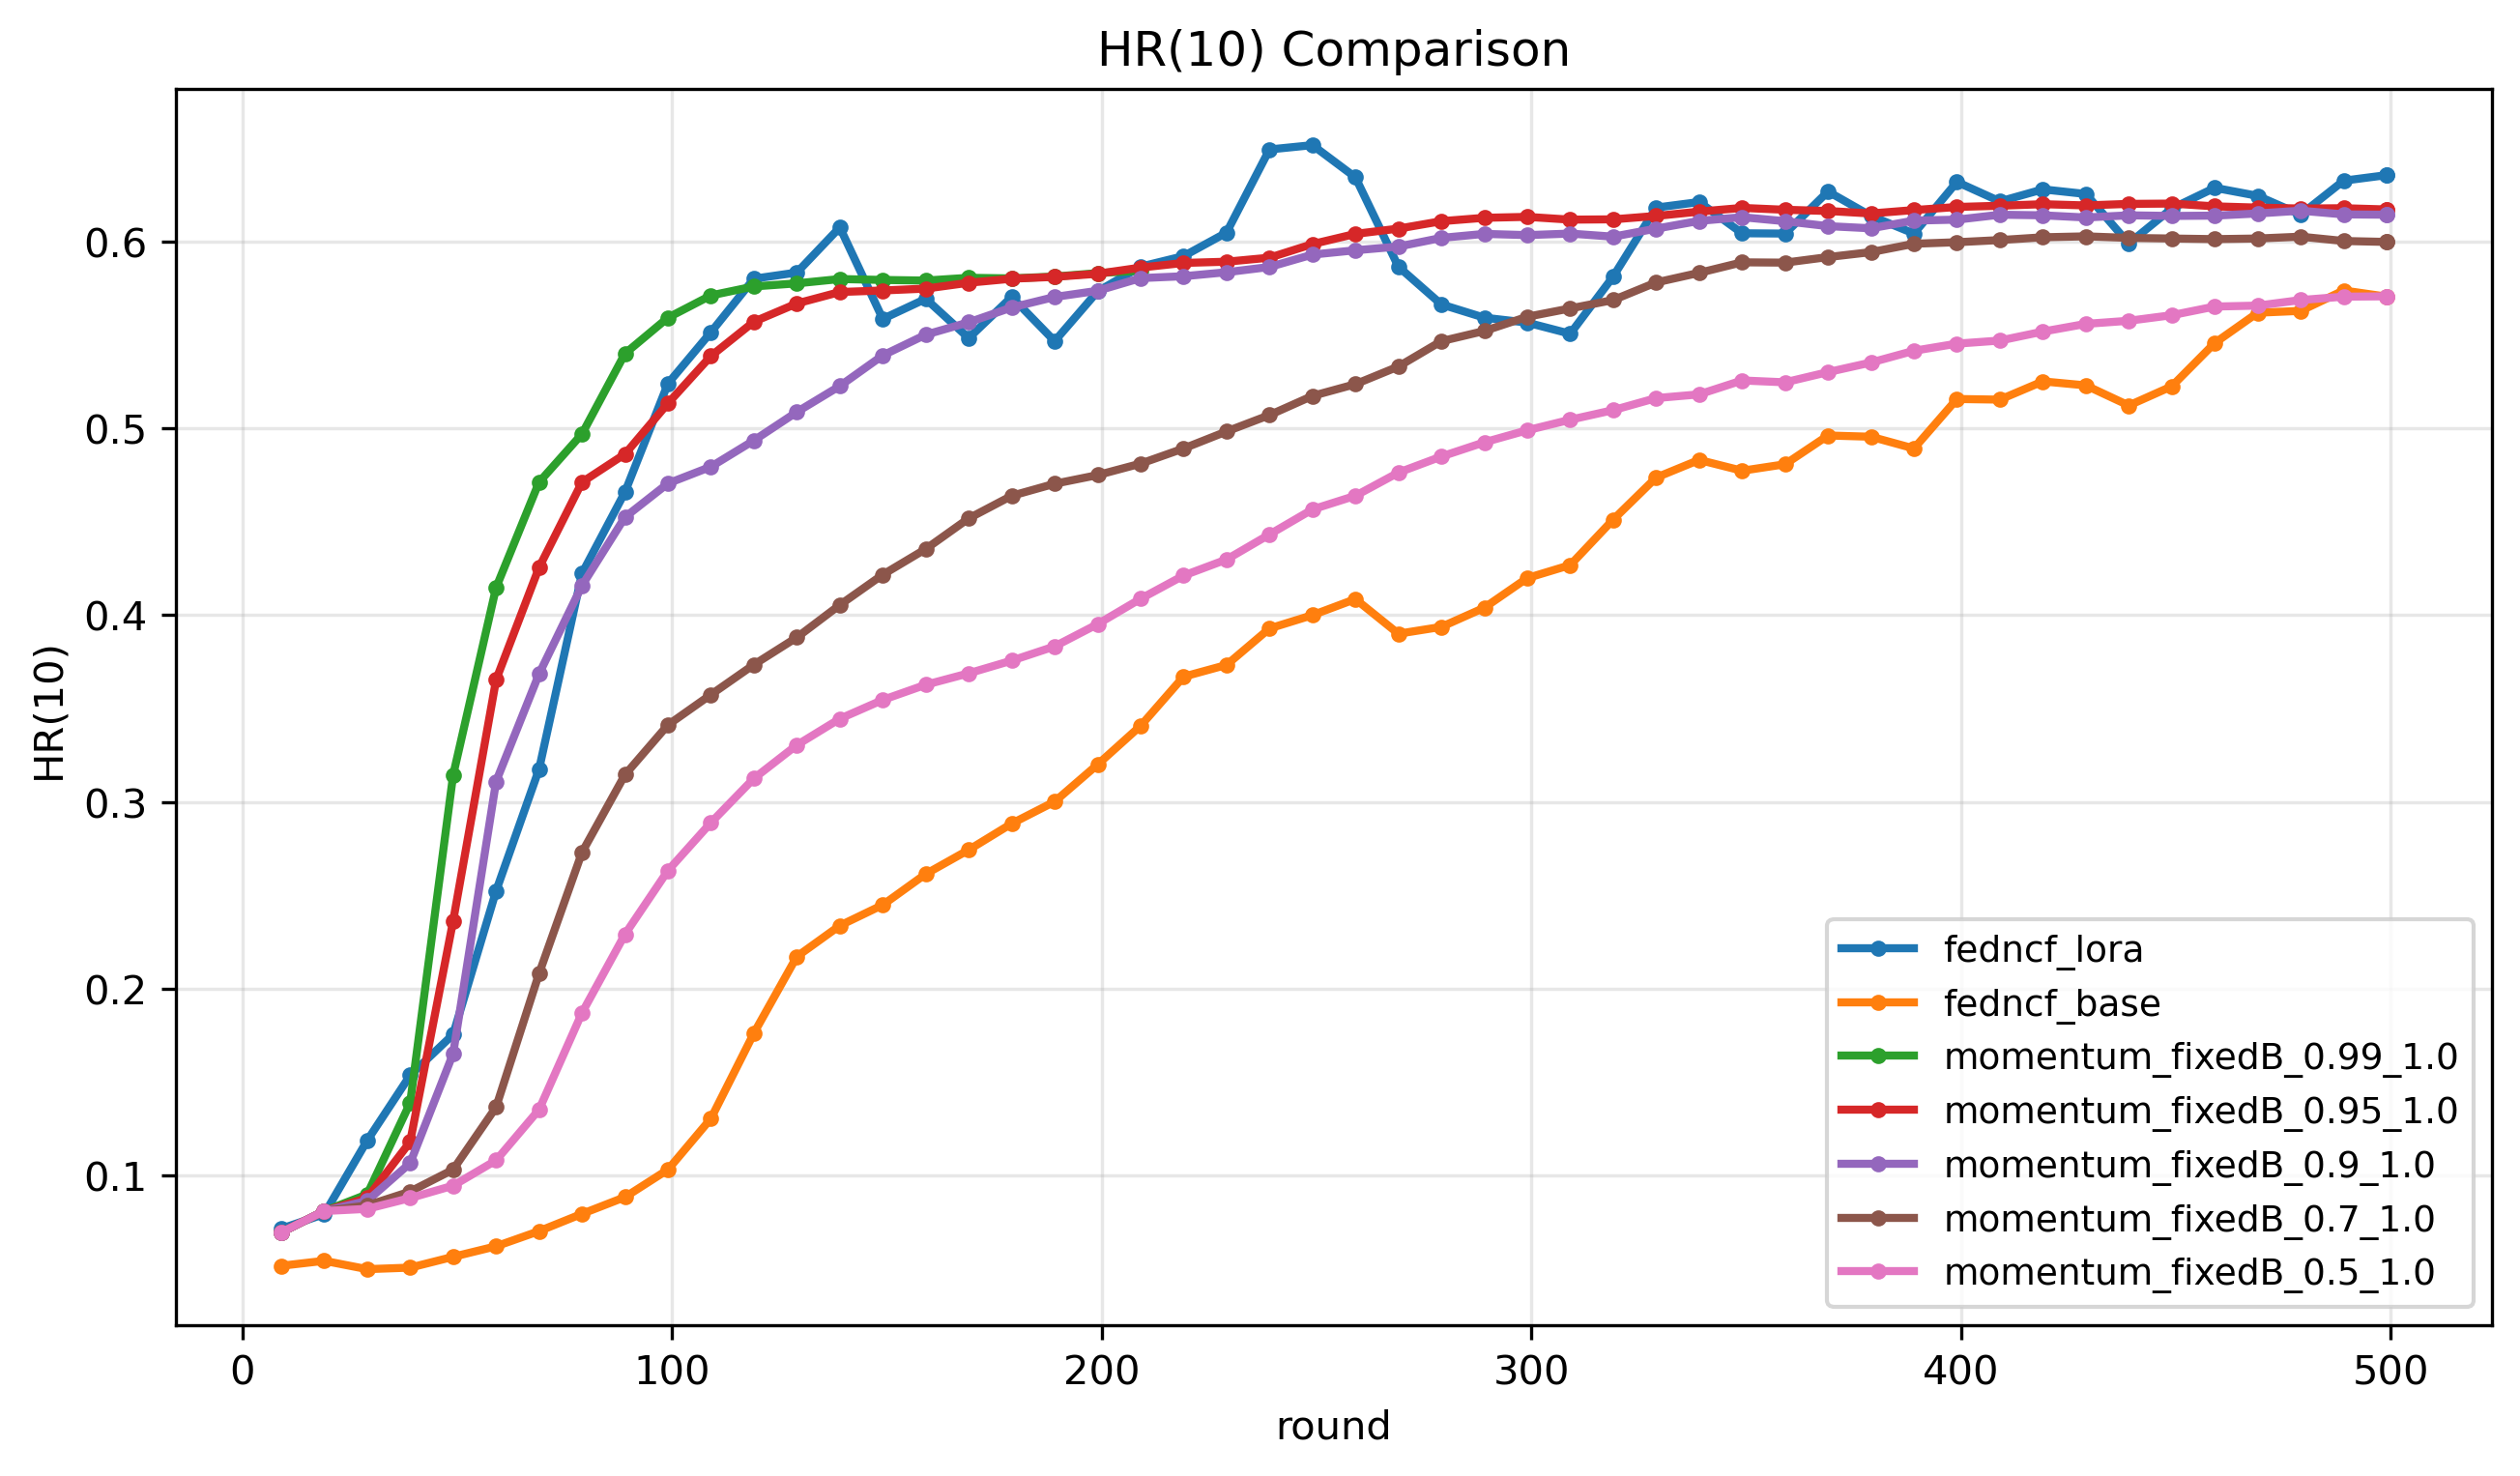 HR(10) Comparison
HR(10)
0.6
0.5
0.4
0.3
0.2
0.1
fedncf_lora
fedncf_base
momentum_fixedB_0.99_1.0
momentum_fixedB_0.95_1.0
momentum_fixedB_0.9_1.0
momentum_fixedB_0.7_1.0
momentum_fixedB_0.5_1.0
0 100 200 300 400 500
round